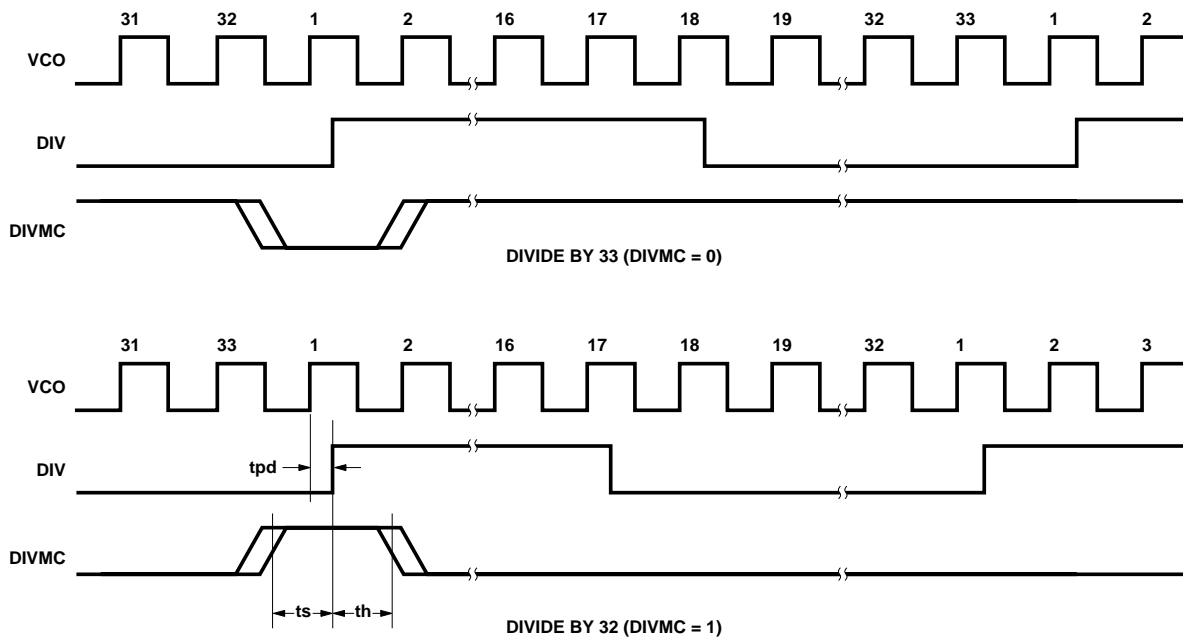 31 32 1 2 16 17 18 19 32 33 1 2
VCO
DIV
DIVMC
DIVIDE BY 33 (DIVMC = 0)
31 33 1 2 16 17 18 19 32 1 2 3
VCO
tpd
DIV
DIVMC
ts th
DIVIDE BY 32 (DIVMC = 1)